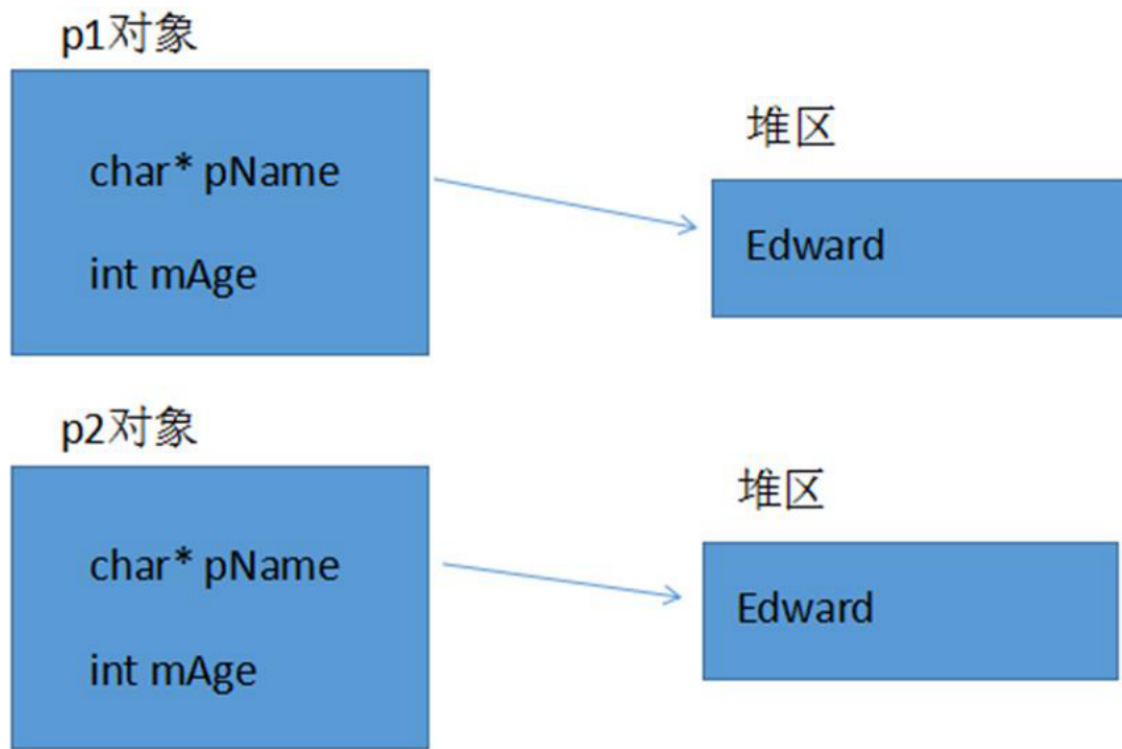 p1对象
char* pName
int mAge
堆区
Edward
p2对象
char* pName
int mAge
堆区
Edward